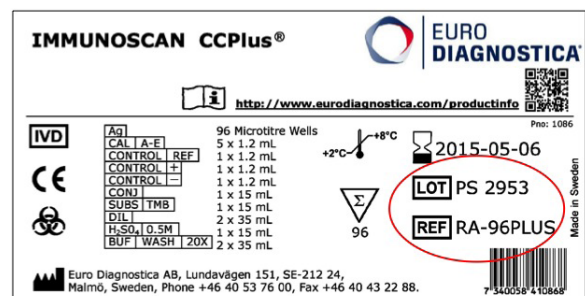 IMMUNOSCAN CCPlus®
EURO
DIAGNOSTICA
http://www.eurodiagnostica.com/productinfo
Pno: 1086
IVD
Ag 96 Microtitre Wells
CAL A-E 5 x 1.2 mL
CONTROL REF 1 x 1.2 mL
CONTROL + 1 x 1.2 mL
CONTROL - 1 x 1.2 mL
CONJ 1 x 15 mL
SUBS TMB 1 x 15 mL
DIL 2 x 35 mL
H₂S0₄ 0.5M 1 x 15 mL
BUF WASH 20X 2 x 35 mL
CE
+2°C
+8°C
Σ
96
2015-05-06
LOT PS 2953
REF RA-96PLUS
Made in Sweden
Euro Diagnostica AB, Lundavägen 151, SE-212 24,
Malmö, Sweden, Phone +46 40 53 76 00, Fax +46 40 43 22 88.
7 340058 410868